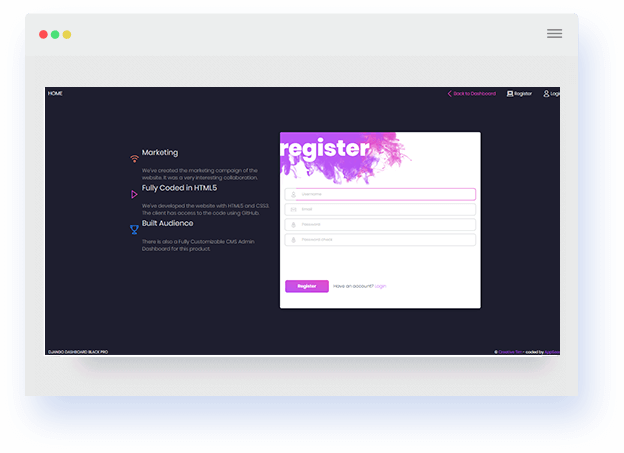 HOME
Back to Dashboard Register Logi
Marketing
We've created the marketing campaign of the
website. It was a very interesting collaboration.
Fully Coded in HTML5
We've developed the website with HTML5 and CSS3.
The client has access to the code using GitHub.
Built Audience
There is also a Fully Customizable CMS Admin
Dashboard for this product.
register
Username
Email
Password
Password
Register Have an account? Login
DJANGO DASHBOARD BLACK PRO
© Creative Tim coded by